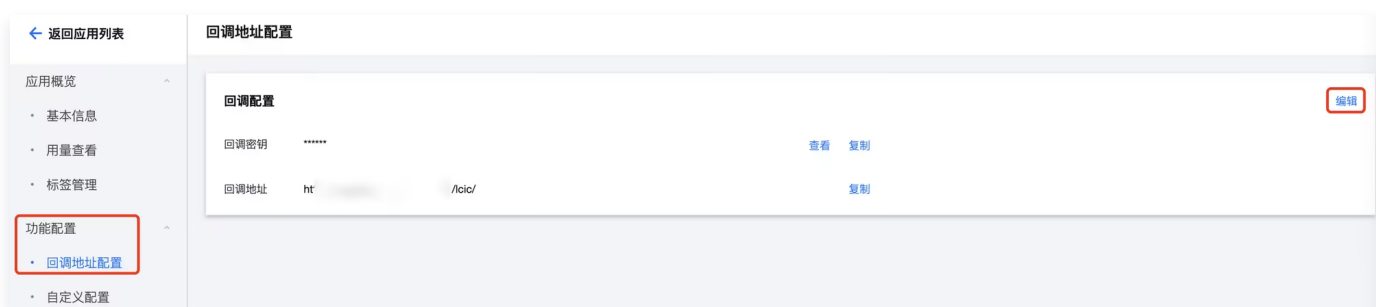 返回应用列表
回调地址配置
应用概览
基本信息
用量查看
标签管理
功能配置
回调地址配置
自定义配置
回调配置
编辑
回调密钥 ****** 查看 复制
回调地址 ht /lcic/ 复制